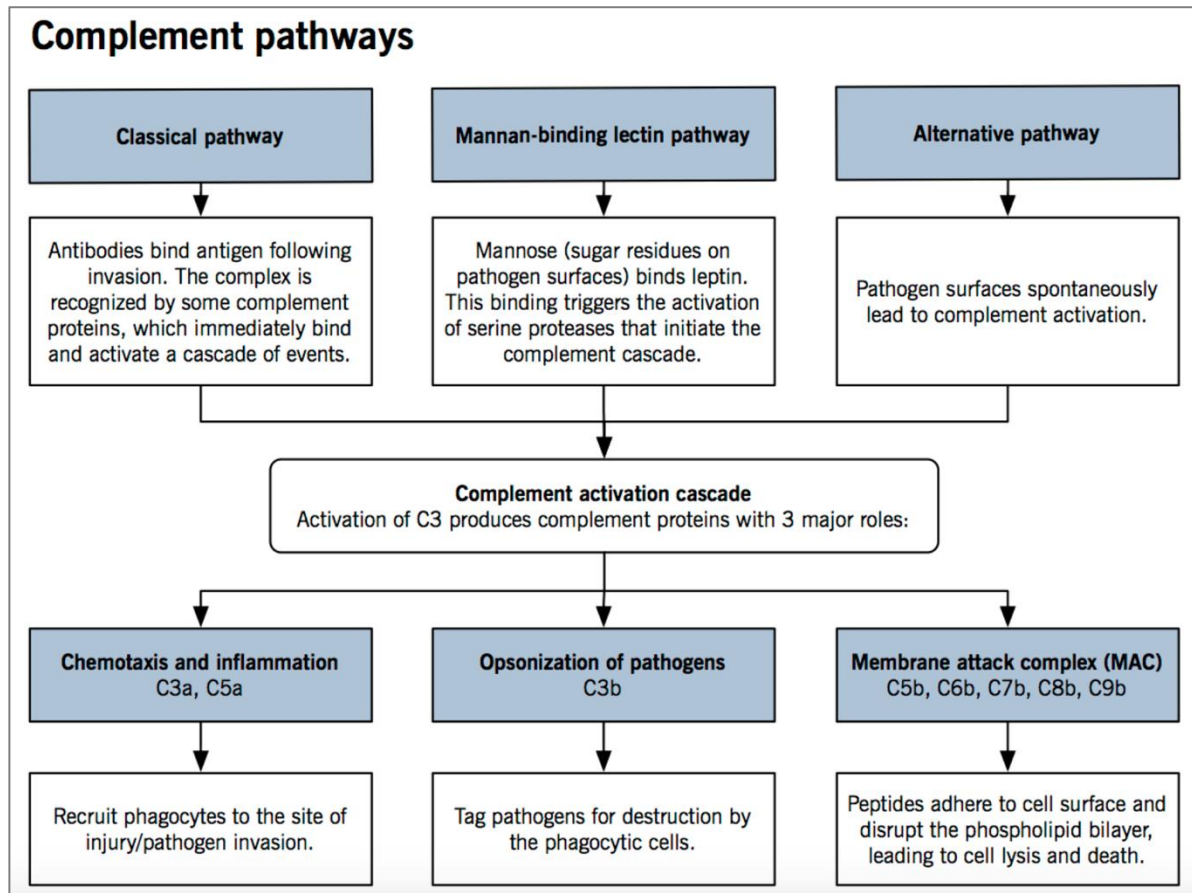 Complement pathways
Classical pathway
Mannan-binding lectin pathway
Alternative pathway
Antibodies bind antigen following
invasion. The complex is
recognized by some complement
proteins, which immediately bind
and activate a cascade of events.
Mannose (sugar residues on
pathogen surfaces) binds leptin.
This binding triggers the activation
of serine proteases that initiate the
complement cascade.
Pathogen surfaces spontaneously
lead to complement activation.
Complement activation cascade
Activation of C3 produces complement proteins with 3 major roles:
Chemotaxis and inflammation
C3a, C5a
Opsonization of pathogens
C3b
Membrane attack complex (MAC)
C5b, C6b, C7b, C8b, C9b
Recruit phagocytes to the site of
injury/pathogen invasion.
Tag pathogens for destruction by
the phagocytic cells.
Peptides adhere to cell surface and
disrupt the phospholipid bilayer,
leading to cell lysis and death.